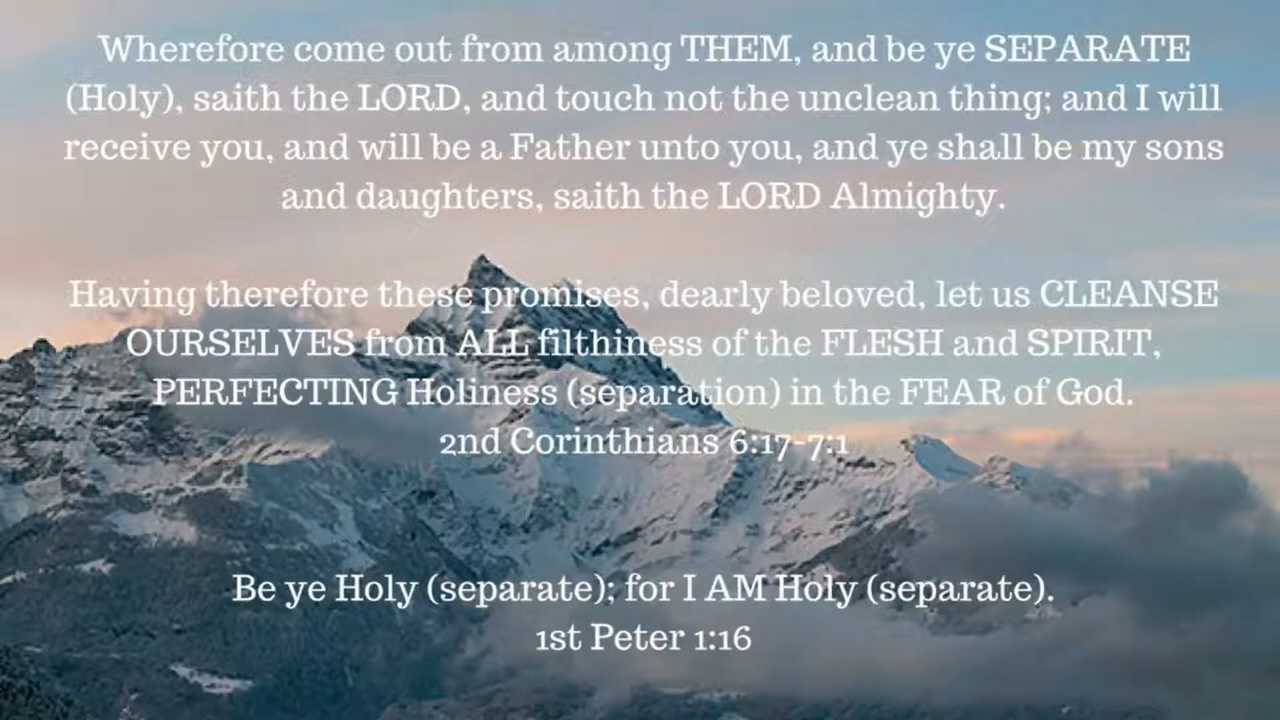 Wherefore come out from among THEM, and be ye SEPARATE
(Holy), saith the LORD, and touch not the unclean thing; and I will
receive you, and will be a Father unto you, and ye shall be my sons
and daughters, saith the LORD Almighty.
Having therefore these promises, dearly beloved, let us CLEANSE
OURSELVES from ALL filthiness of the FLESH and SPIRIT,
PERFECTING Holiness (separation) in the FEAR of God.
2nd Corinthians 6:17-7:1
Be ye Holy (separate); for I AM Holy (separate).
1st Peter 1:16